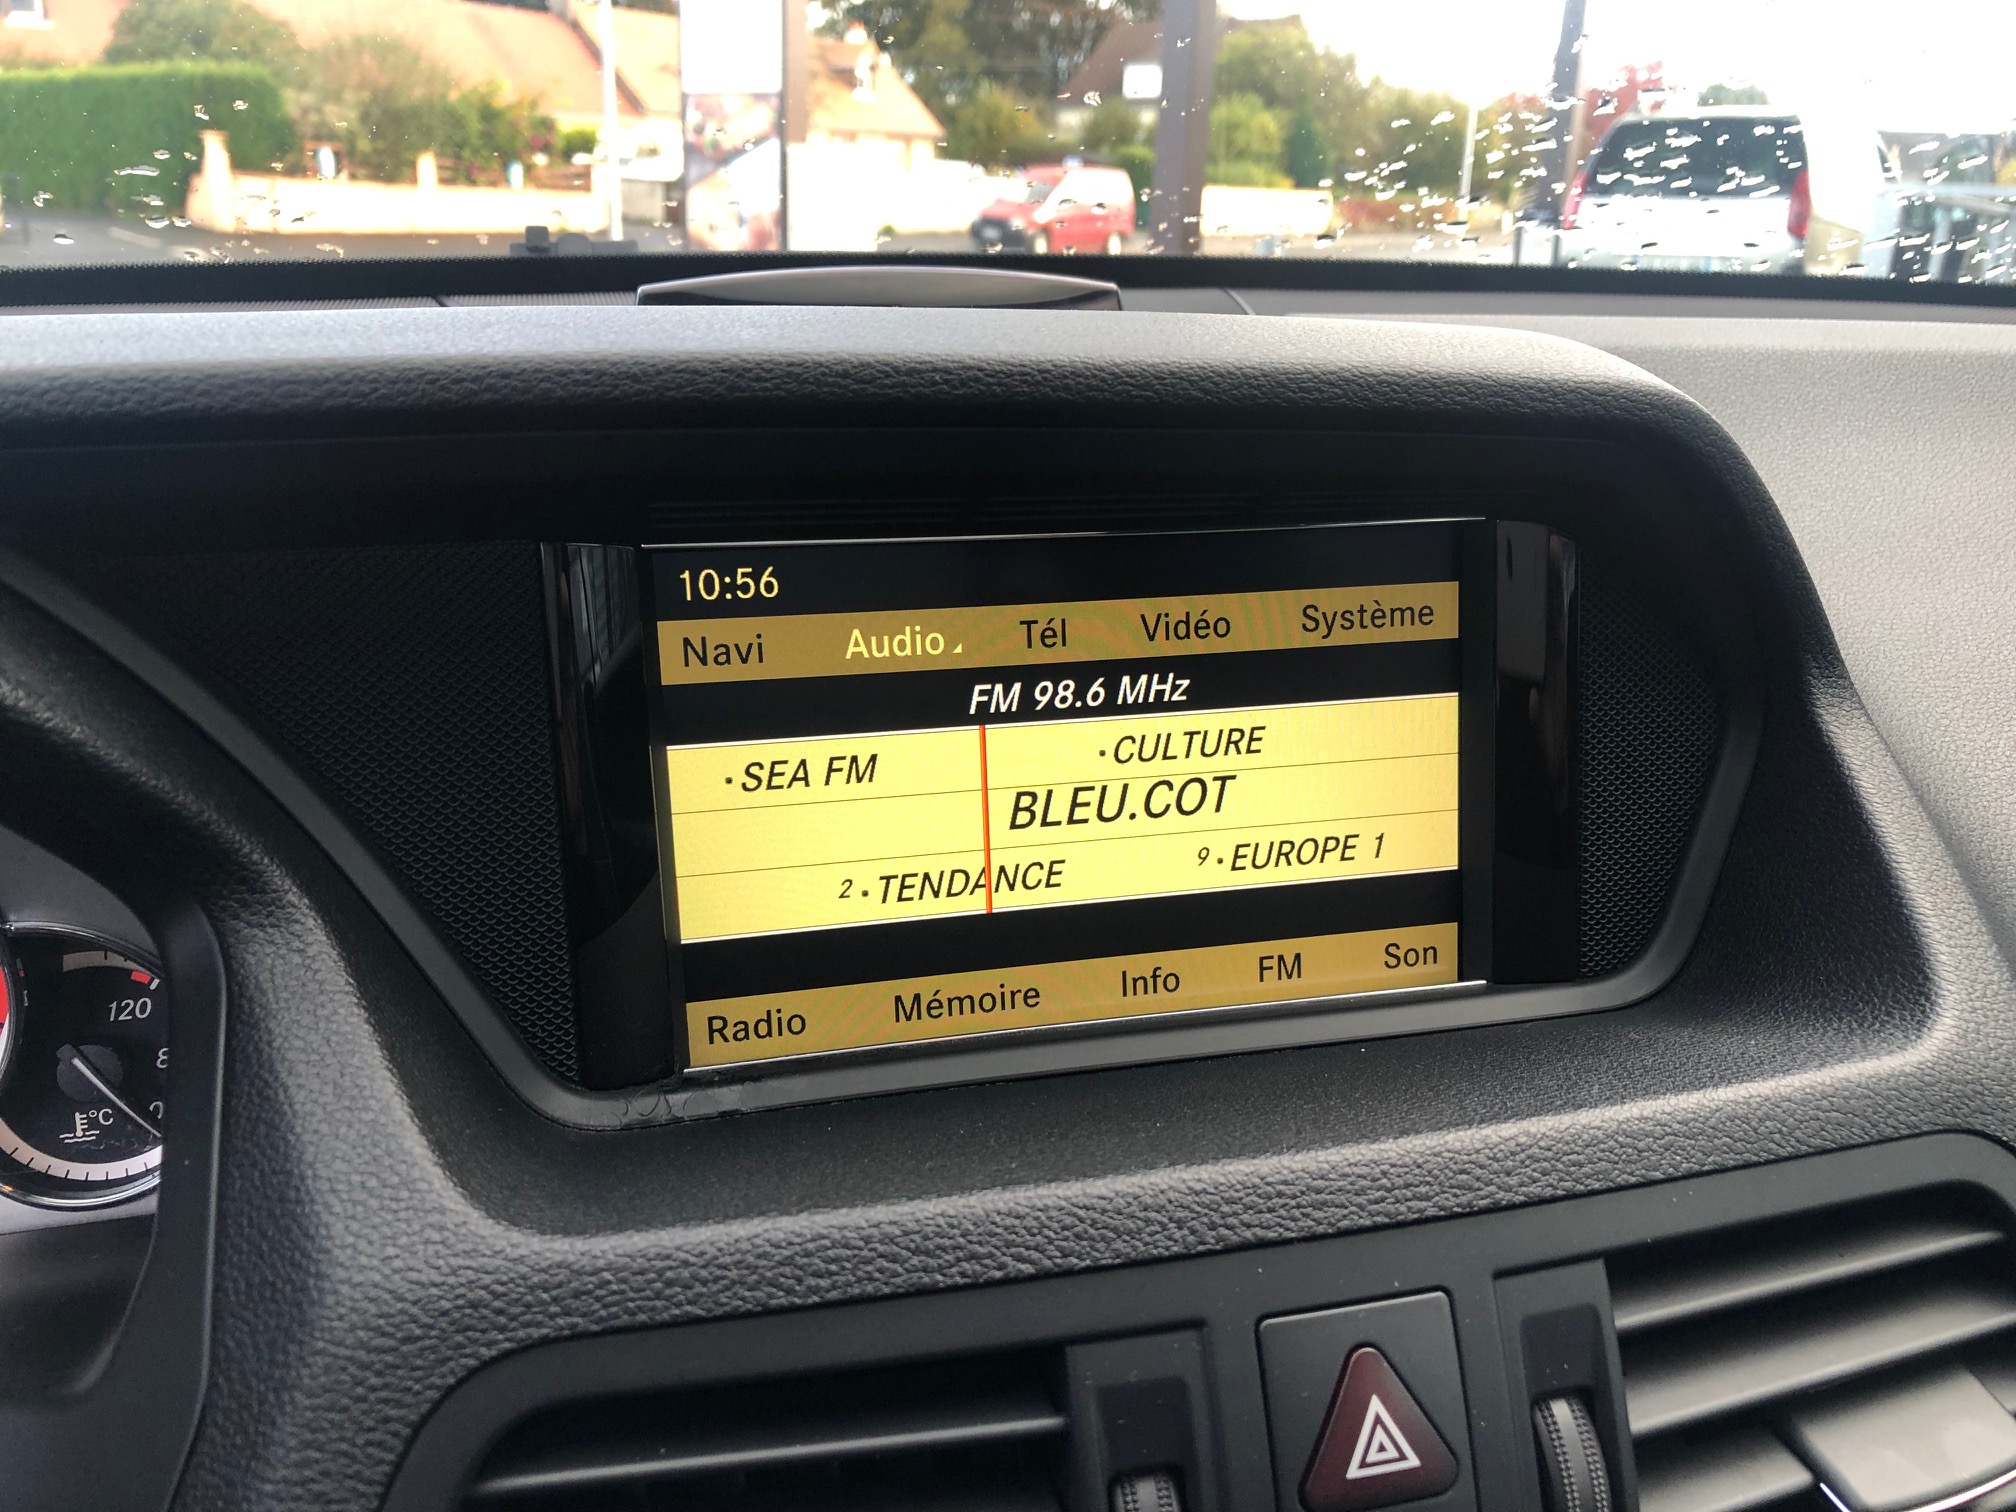 10:56
Navi Audio Tél Vidéo Système
FM 98.6 MHz
·SEA FM ·CULTURE
BLEU.COT
2·TENDANCE 9·EUROPE 1
Radio Mémoire Info FM Son
120
°C